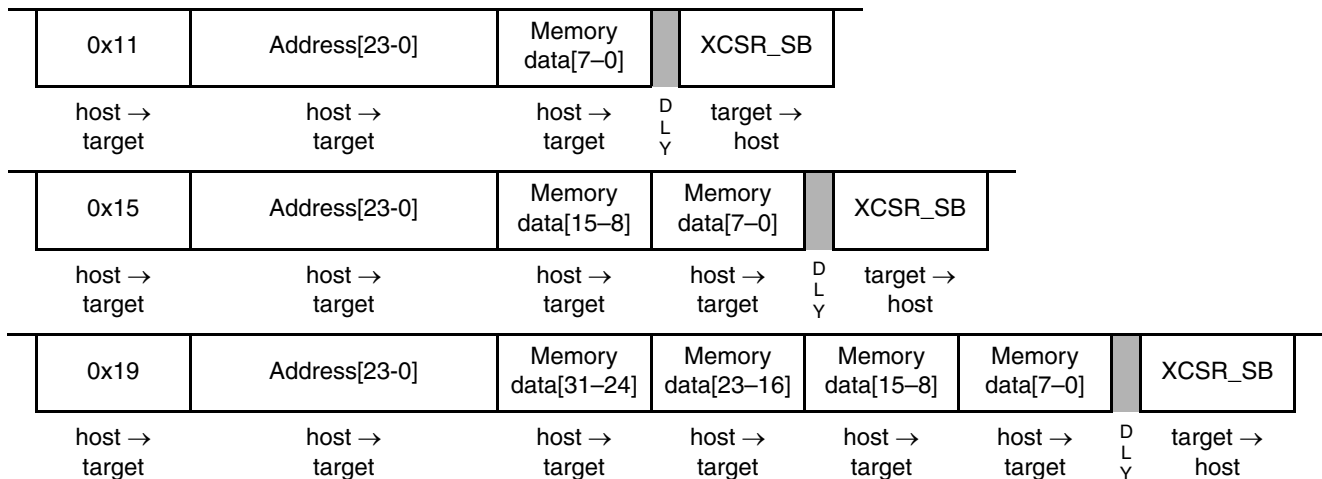 0x11 Address[23-0] Memory data[7–0] XCSR_SB
host → target host → target host → target D L Y target → host
0x15 Address[23-0] Memory data[15–8] Memory data[7–0] XCSR_SB
host → target host → target host → target host → target D L Y target → host
0x19 Address[23-0] Memory data[31–24] Memory data[23–16] Memory data[15–8] Memory data[7–0] XCSR_SB
host → target host → target host → target host → target host → target host → target D L Y target → host